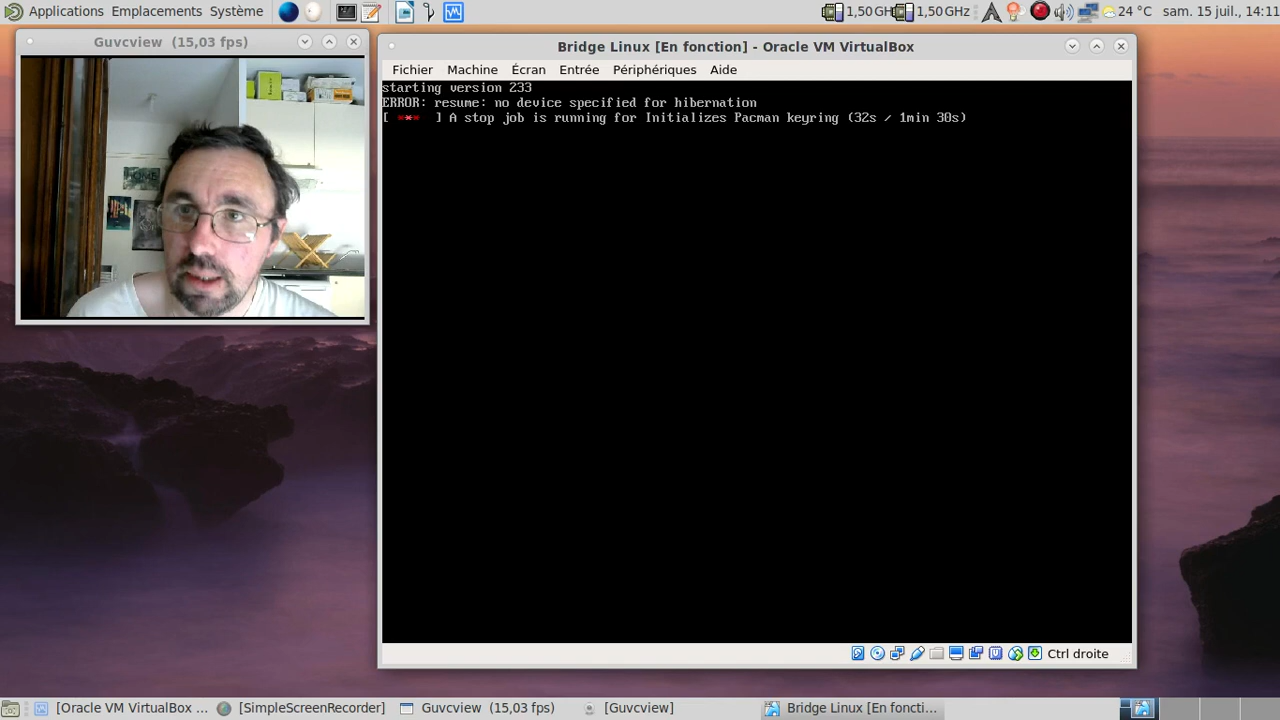 Applications Emplacements Système
1,50 GH
1,50 GHz
24 °C
sam. 15 juil., 14:11
Guvcview (15,03 fps)
Bridge Linux [En fonction] - Oracle VM VirtualBox
Fichier Machine Écran Entrée Périphériques Aide
starting version 233
ERROR: resume: no device specified for hibernation
[ *** ] A stop job is running for Initializes Pacman keyring (32s / 1min 30s)
Ctrl droite
[Oracle VM VirtualBox ...
[SimpleScreenRecorder]
Guvcview (15,03 fps)
[Guvcview]
Bridge Linux [En foncti...